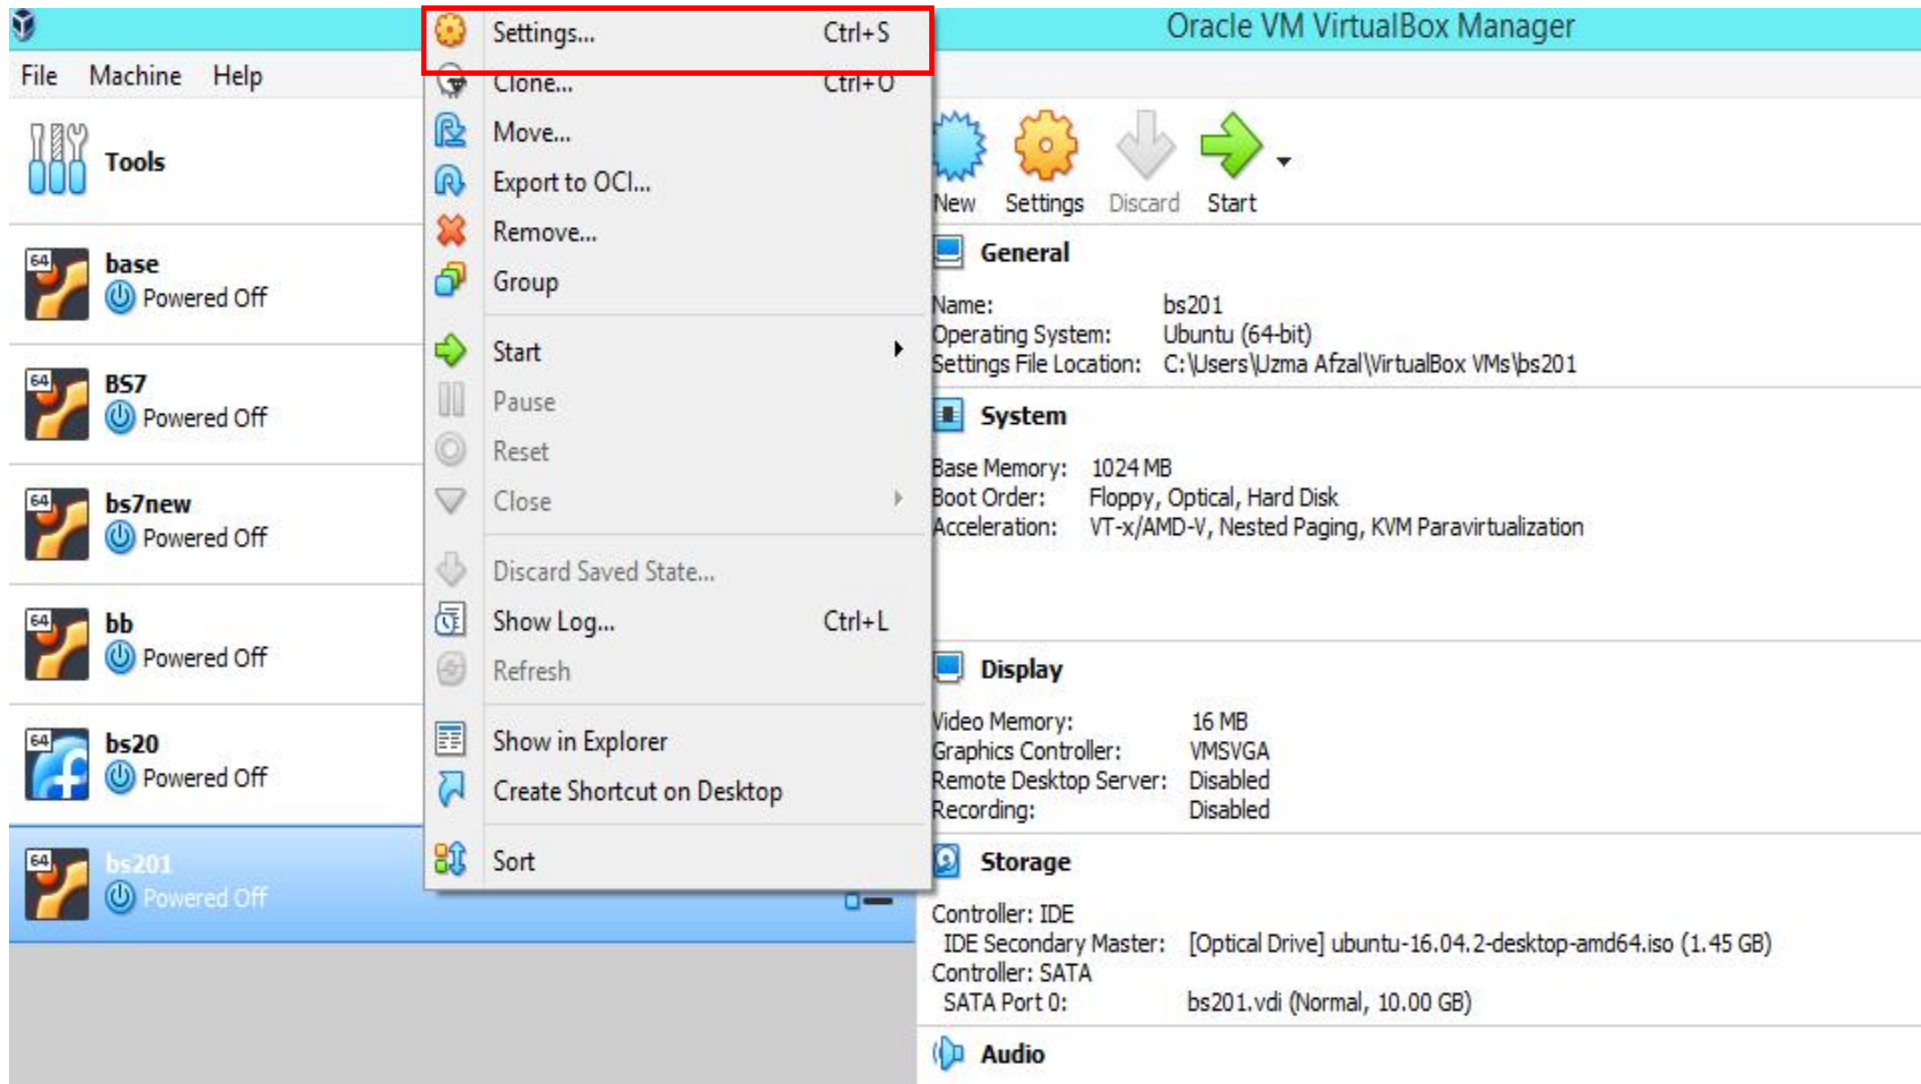 Oracle VM VirtualBox Manager
File Machine Help
Tools
64
base
Powered Off
64
BS7
Powered Off
64
bs7new
Powered Off
64
bb
Powered Off
64
bs20
Powered Off
64
bs201
Powered Off
Settings... Ctrl+S
Clone... Ctrl+O
Move...
Export to OCI...
Remove...
Group
Start
Pause
Reset
Close
Discard Saved State...
Show Log... Ctrl+L
Refresh
Show in Explorer
Create Shortcut on Desktop
Sort
New Settings Discard Start
General
Name: bs201
Operating System: Ubuntu (64-bit)
Settings File Location: C:\Users\Uzma Afzal\VirtualBox VMs\bs201
System
Base Memory: 1024 MB
Boot Order: Floppy, Optical, Hard Disk
Acceleration: VT-x/AMD-V, Nested Paging, KVM Paravirtualization
Display
Video Memory: 16 MB
Graphics Controller: VMSVGA
Remote Desktop Server: Disabled
Recording: Disabled
Storage
Controller: IDE
IDE Secondary Master: [Optical Drive] ubuntu-16.04.2-desktop-amd64.iso (1.45 GB)
Controller: SATA
SATA Port 0: bs201.vdi (Normal, 10.00 GB)
Audio